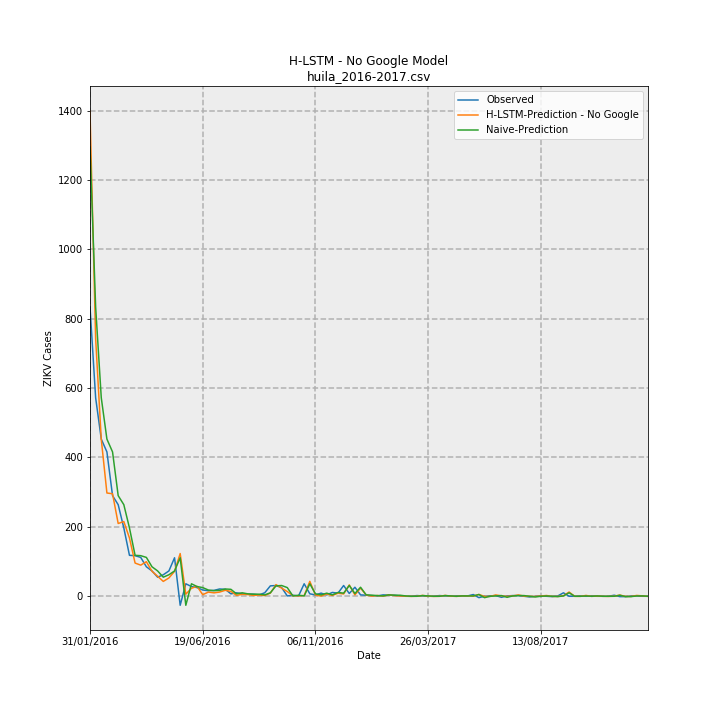 H-LSTM - No Google Model
huila_2016-2017.csv
Observed
H-LSTM-Prediction - No Google
Naive-Prediction
ZIKV Cases
1400
1200
1000
800
600
400
200
0
31/01/2016
19/06/2016
06/11/2016
26/03/2017
13/08/2017
Date